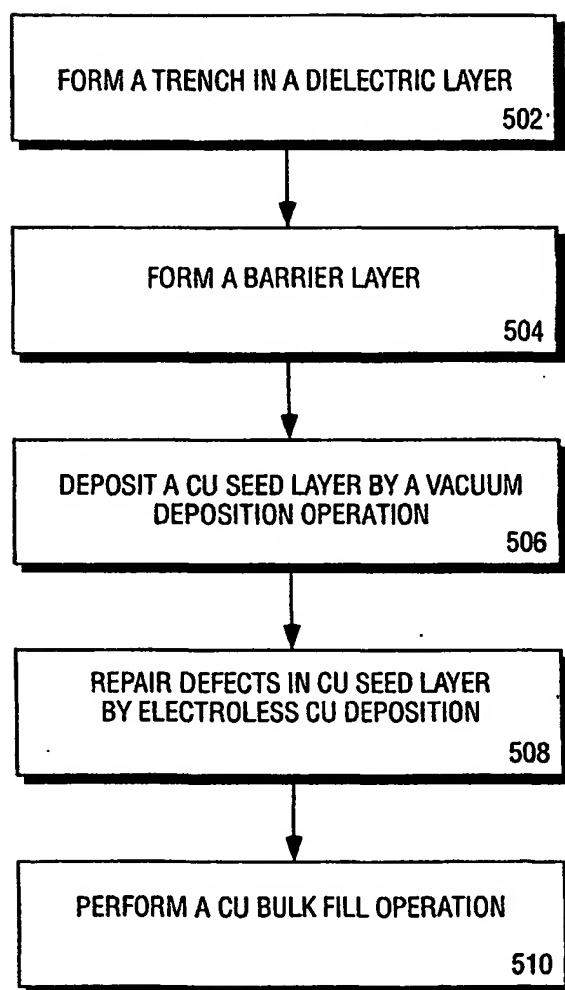 FORM A TRENCH IN A DIELECTRIC LAYER
502
FORM A BARRIER LAYER
504
DEPOSIT A CU SEED LAYER BY A VACUUM
DEPOSITION OPERATION
506
REPAIR DEFECTS IN CU SEED LAYER
BY ELECTROLESS CU DEPOSITION
508
PERFORM A CU BULK FILL OPERATION
510